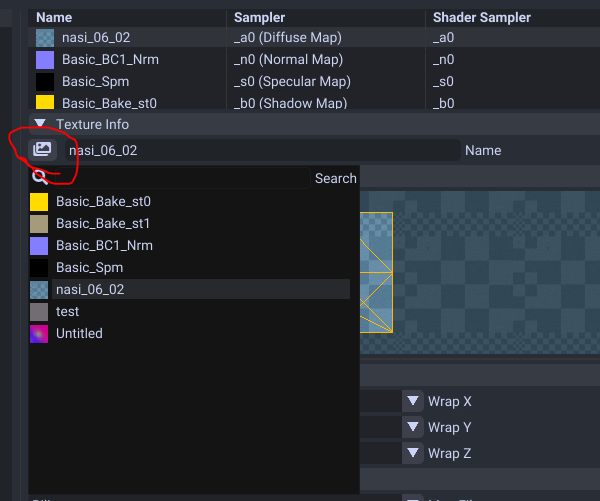 Name Sampler Shader Sampler
nasi_06_02 _a0 (Diffuse Map) _a0
Basic_BC1_Nrm _n0 (Normal Map) _n0
Basic_Spm _s0 (Specular Map) _s0
Basic_Bake_st0 _b0 (Shadow Map) _b0
Texture Info
nasi_06_02 Name
Search
Basic_Bake_st0
Basic_Bake_st1
Basic_BC1_Nrm
Basic_Spm
nasi_06_02
test
Untitled
Wrap X
Wrap Y
Wrap Z